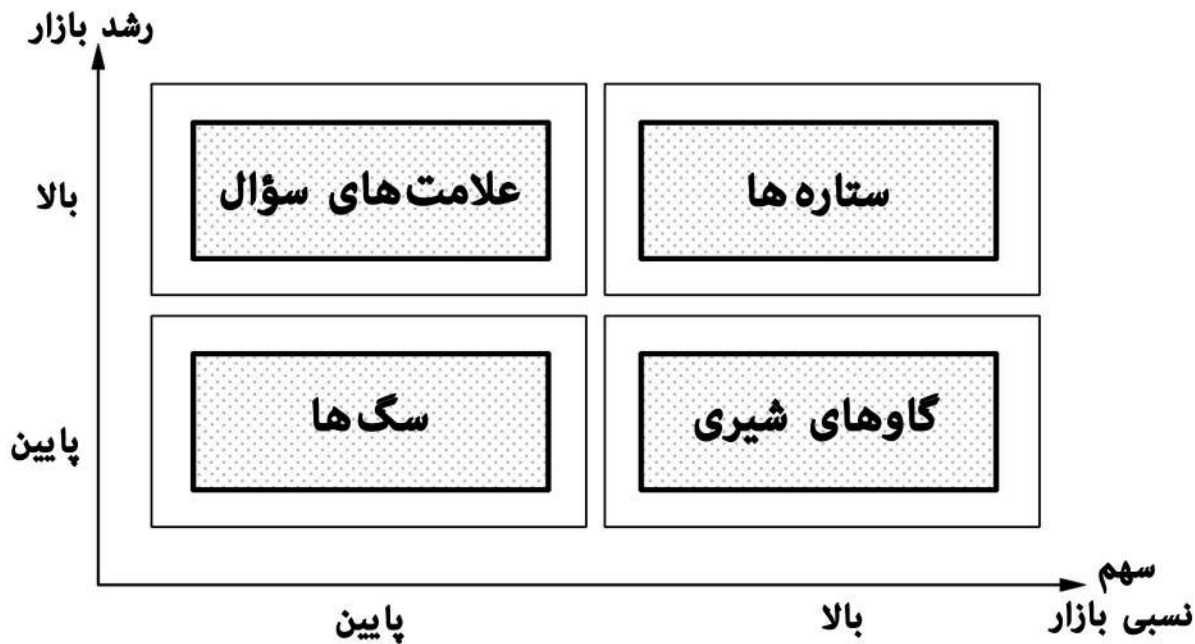 رشد بازار
بالا
علامت‌های سؤال
ستاره ها
پایین
سگ‌ها
گاوهای شیری
سهم
نسبی بازار
پایین
بالا